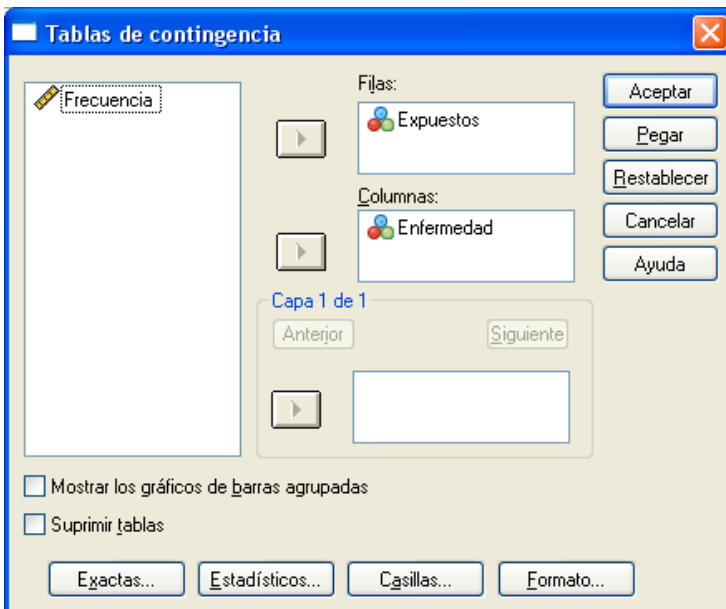 Tablas de contingencia
Frecuencia
Filas:
Expuestos
Columnas:
Enfermedad
Capa 1 de 1
Anterior
Siguiente
Aceptar
Pegar
Restablecer
Cancelar
Ayuda
Mostrar los gráficos de barras agrupadas
Suprimir tablas
Exactas...
Estadísticos...
Casillas...
Formato...